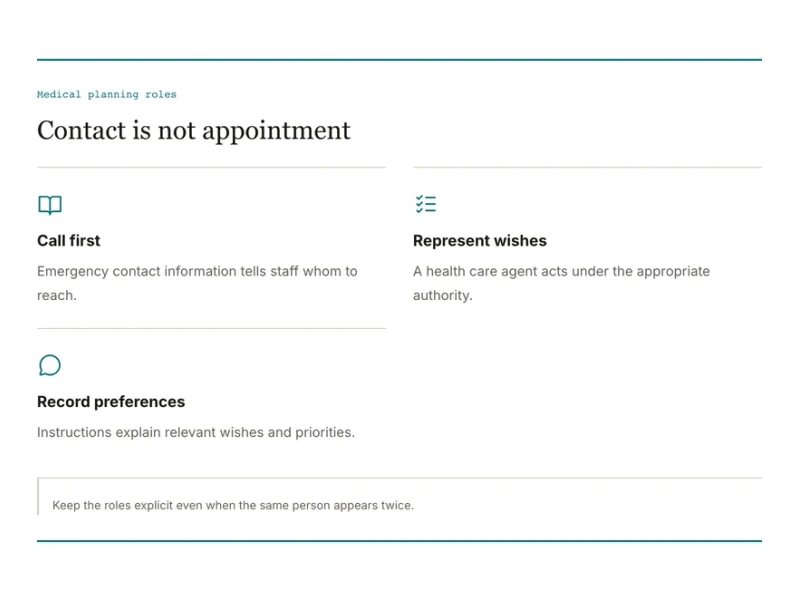 Medical planning roles
Contact is not appointment
Call first
Emergency contact information tells staff whom to
reach.
Represent wishes
A health care agent acts under the appropriate
authority.
Record preferences
Instructions explain relevant wishes and priorities.
Keep the roles explicit even when the same person appears twice.